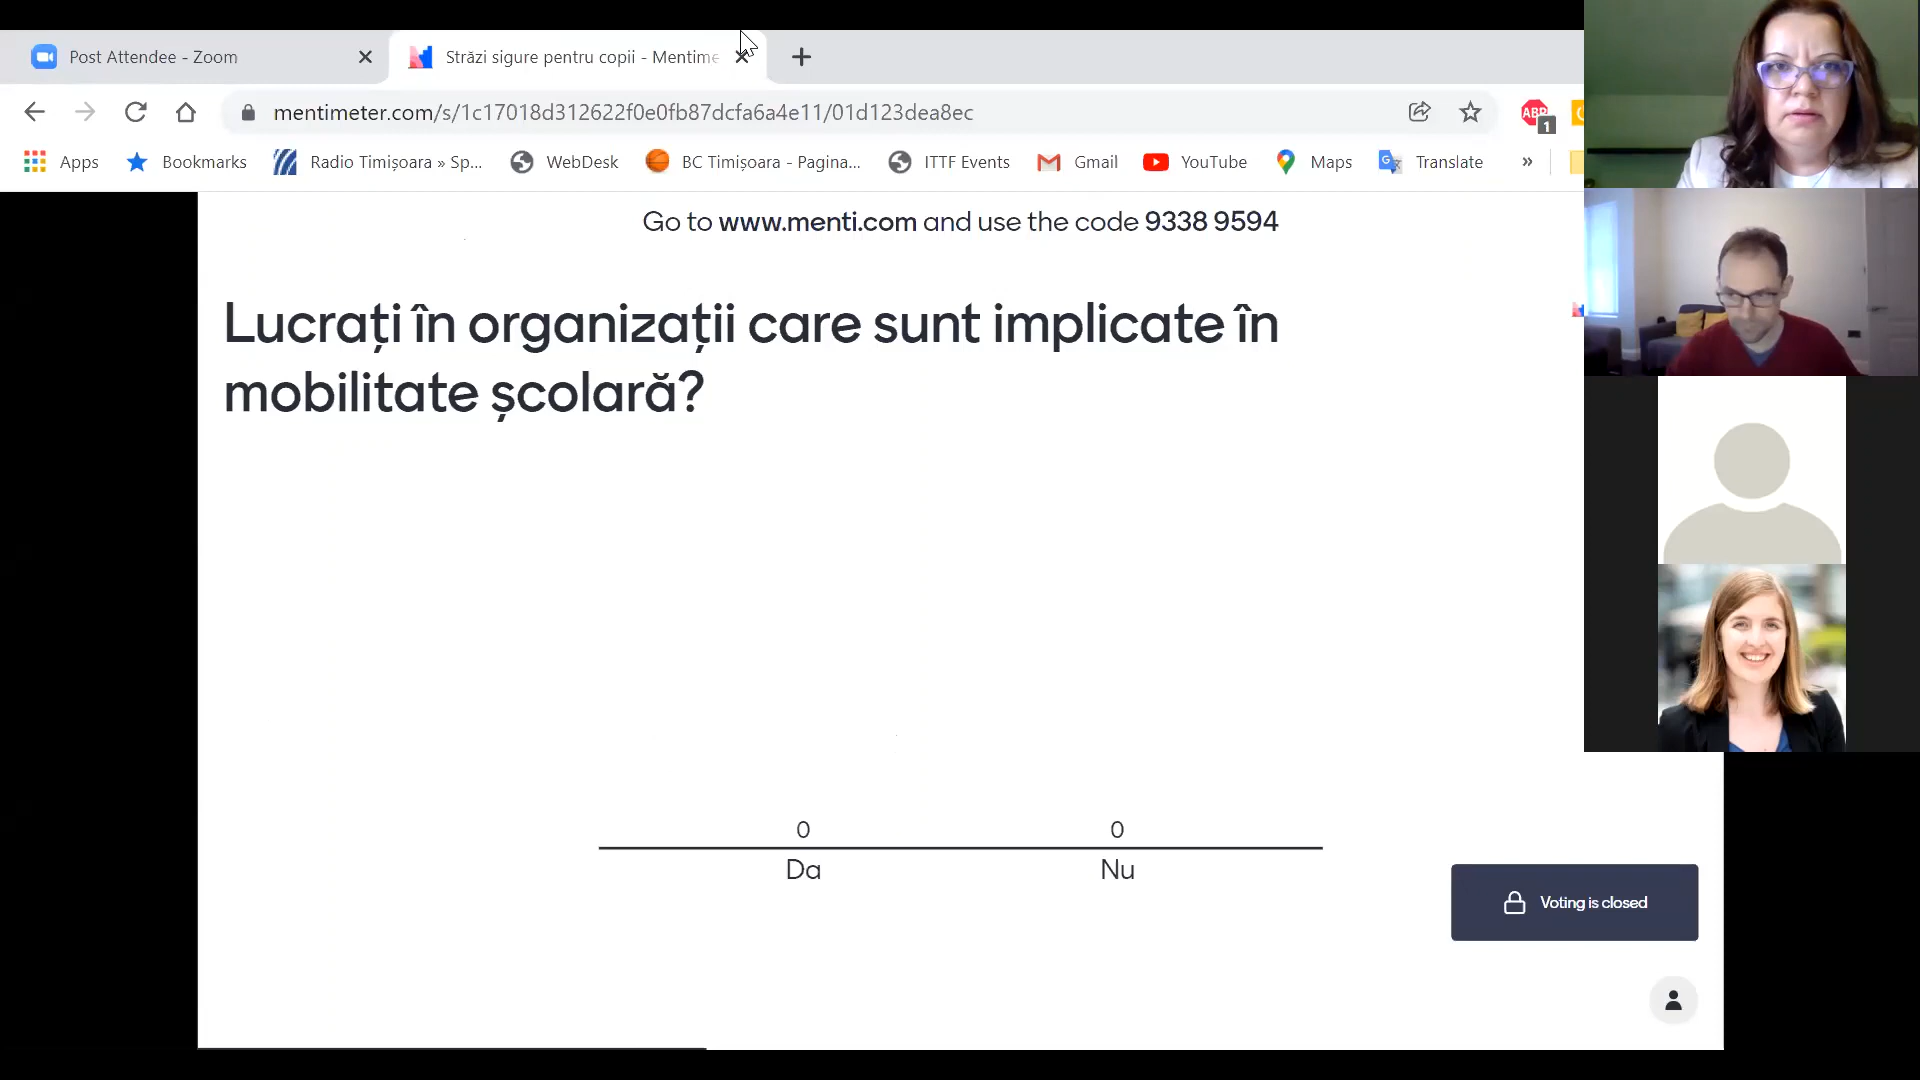 Post Attendee - Zoom
Străzi sigure pentru copii - Mentime
mentimeter.com/s/1c17018d312622f0e0fb87dcfa6a4e11/01d123dea8ec
ABP
1
Apps
Bookmarks
Radio Timișoara » Sp...
WebDesk
BC Timișoara - Pagina...
ITTF Events
Gmail
YouTube
Maps
Translate
»
Go to www.menti.com and use the code 9338 9594
Lucrați în organizații care sunt implicate în
mobilitate școlară?
0 0
Da Nu
Voting is closed